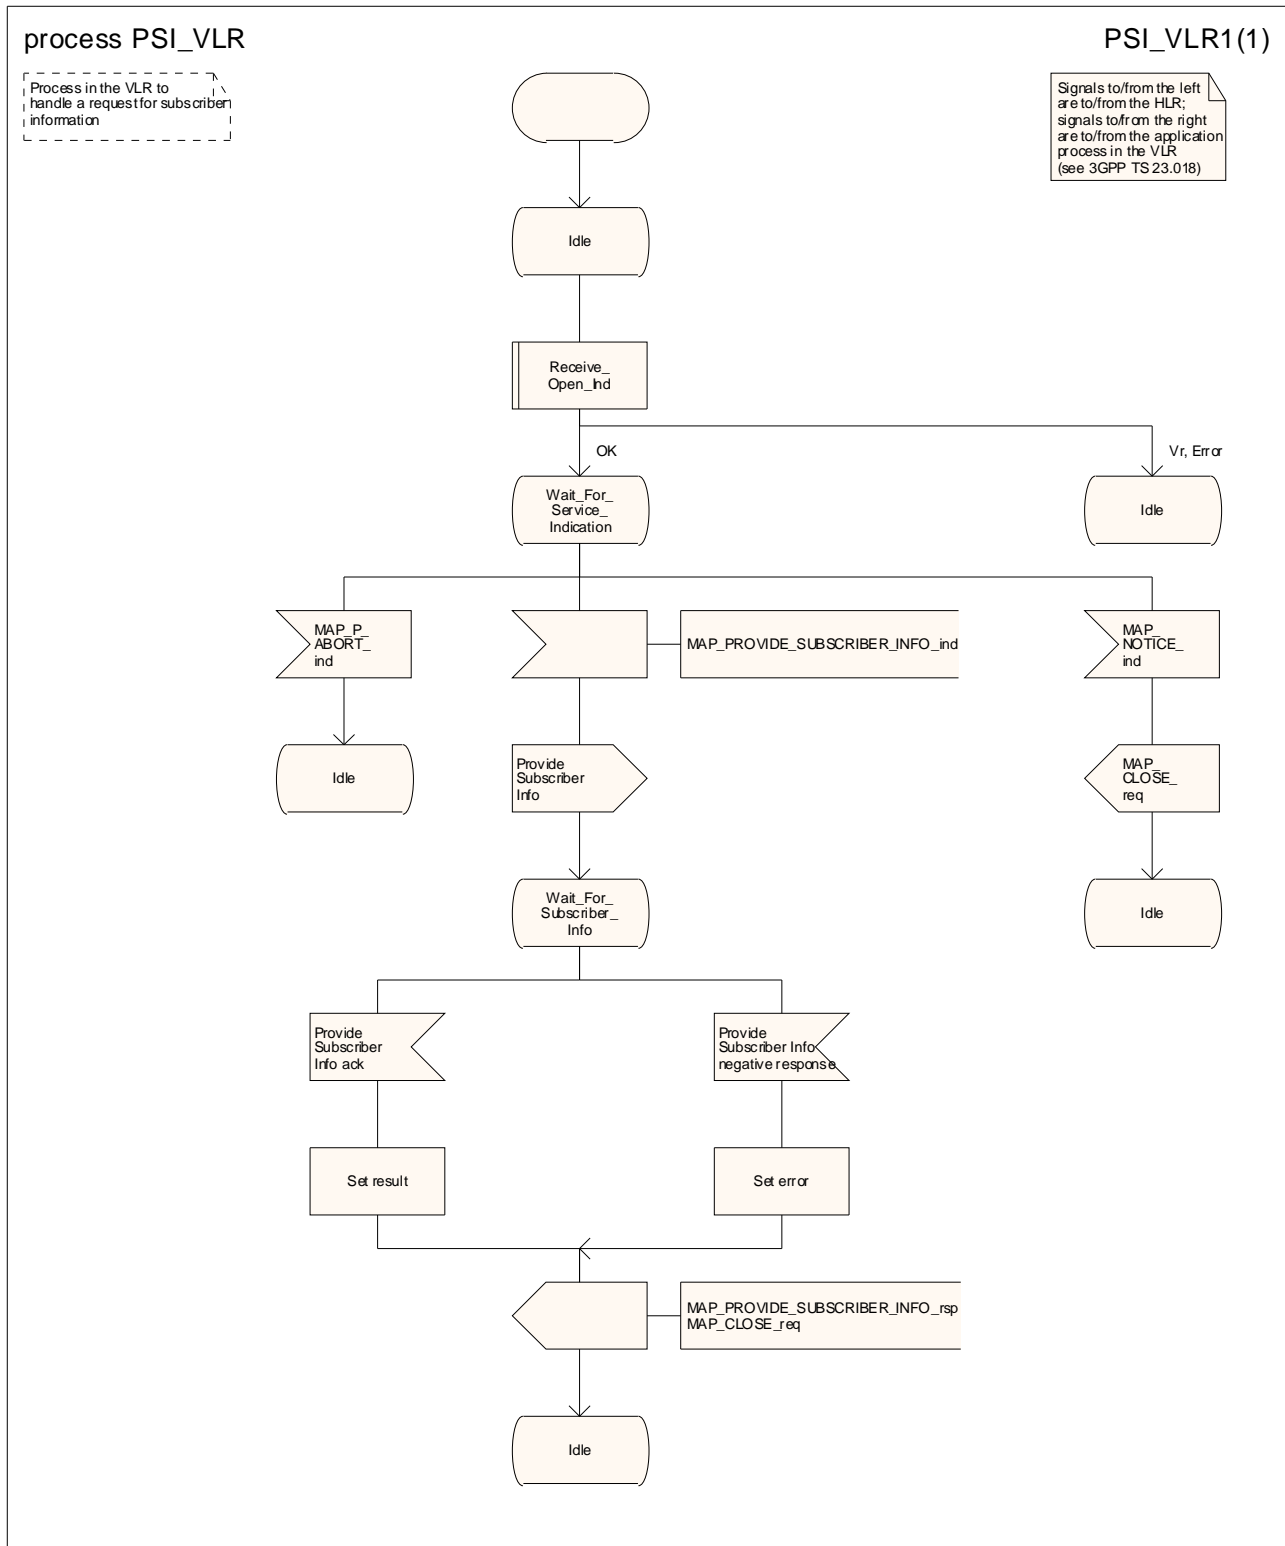 process PSI_VLR
PSI_VLR1(1)
Process in the VLR to
handle a request for subscriber
information
Signals to/from the left
are to/from the HLR;
signals to/from the right
are to/from the application
process in the VLR
(see 3GPP TS 23.018)
Idle
Receive_
Open_Ind
OK
Vr, Error
Wait_For_
Service_
Indication
Idle
MAP_P_
ABORT_
ind
MAP_PROVIDE_SUBSCRIBER_INFO_ind
MAP_
NOTICE_
ind
Idle
Provide
Subscriber
Info
MAP_
CLOSE_
req
Wait_For_
Subscriber_
Info
Idle
Provide
Subscriber
Info ack
Provide
Subscriber Info
negative response
Set result
Set error
MAP_PROVIDE_SUBSCRIBER_INFO_rsp
MAP_CLOSE_req
Idle